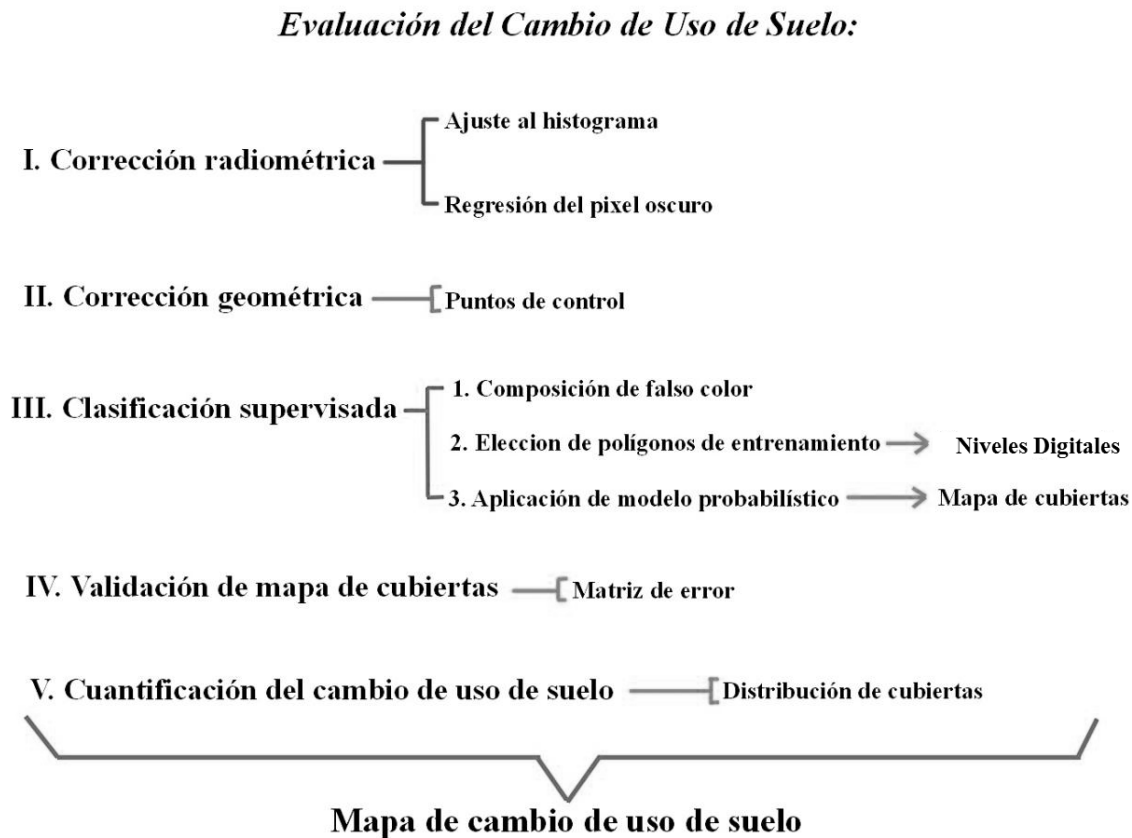 Evaluación del Cambio de Uso de Suelo:
I. Corrección radiométrica
Ajuste al histograma
Regresión del pixel oscuro
II. Corrección geométrica
Puntos de control
III. Clasificación supervisada
1. Composición de falso color
2. Eleccion de polígonos de entrenamiento
Niveles Digitales
3. Aplicación de modelo probabilístico
Mapa de cubiertas
IV. Validación de mapa de cubiertas
Matriz de error
V. Cuantificación del cambio de uso de suelo
Distribución de cubiertas
Mapa de cambio de uso de suelo